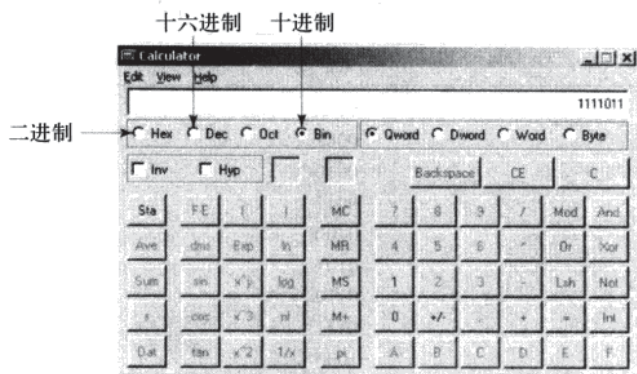 十六进制 十进制
Calculator
Edit View Help
1111011
二进制
Hex Dec Oct Bin Qword Dword Word Byte
Inv Hyp Backspace CE C
Sta F-E ( ) MC 7 8 9 / Mod And
Ave dms Exp ln MR 4 5 6 * Or Xor
Sum sin x^y log MS 1 2 3 - Lsh Not
s cos x^3 n! M+ 0 +/- . + = Int
Dat tan x^2 1/x pi A B C D E F